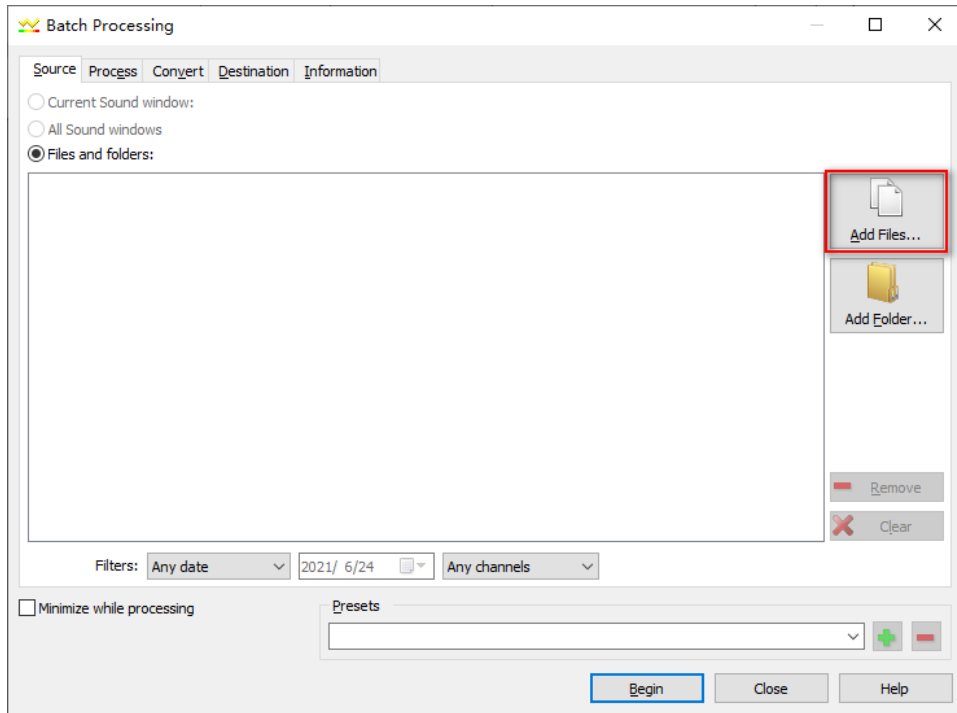 Batch Processing
Source Process Convert Destination Information
Current Sound window:
All Sound windows
Files and folders:
Add Files...
Add Folder...
Remove
Clear
Filters: Any date 2021/ 6/24 Any channels
Minimize while processing
Presets
Begin Close Help